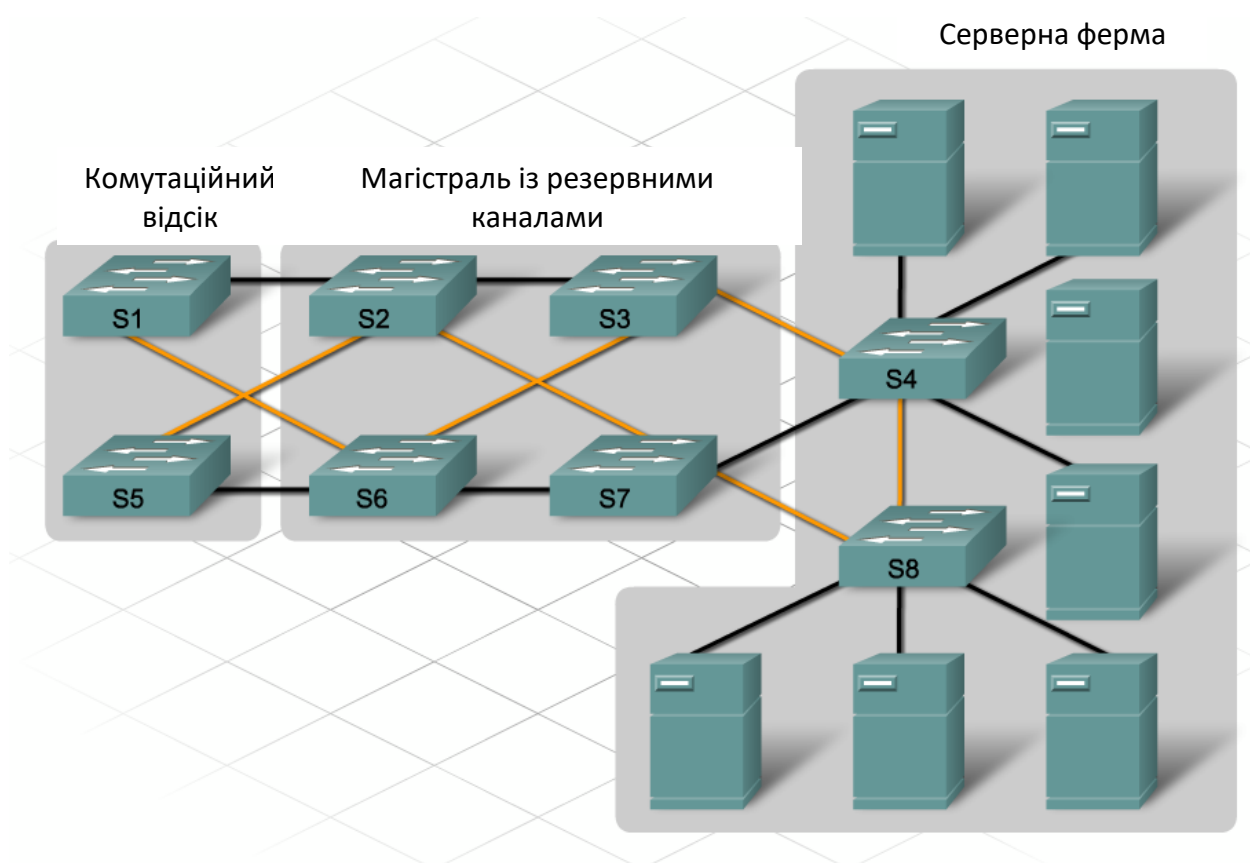 Серверна ферма
Комутаційний
відсік
Магістраль із резервними
каналами
S1
S2
S3
S4
S5
S6
S7
S8